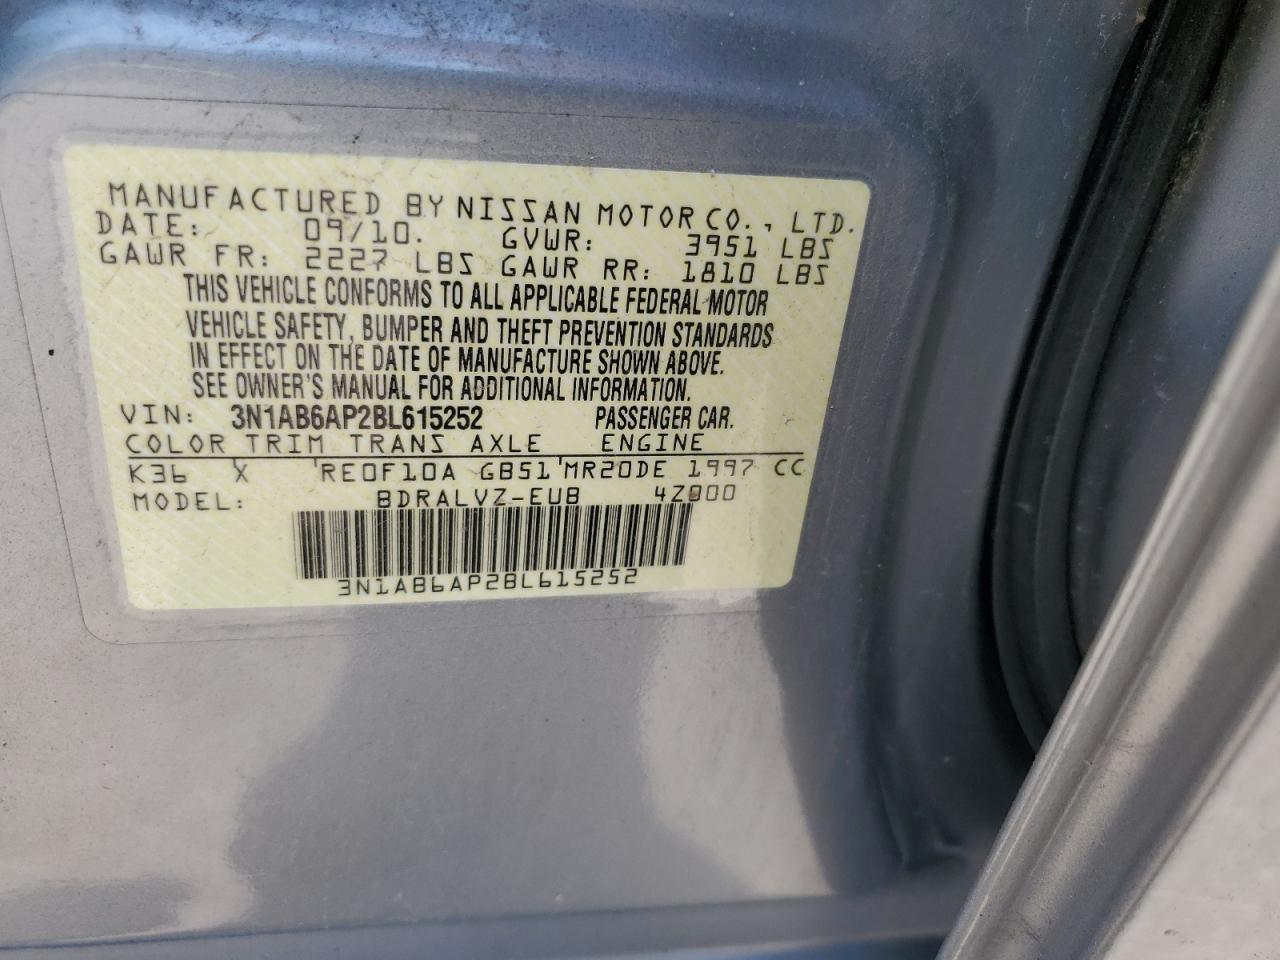 MANUFACTURED BY NISSAN MOTOR CO., LTD.
DATE: 09/10. GVWR: 3951 LBS
GAWR FR: 2227 LBS GAWR RR: 1810 LBS
THIS VEHICLE CONFORMS TO ALL APPLICABLE FEDERAL MOTOR
VEHICLE SAFETY, BUMPER AND THEFT PREVENTION STANDARDS
IN EFFECT ON THE DATE OF MANUFACTURE SHOWN ABOVE.
SEE OWNER'S MANUAL FOR ADDITIONAL INFORMATION.
VIN: 3N1AB6AP2BL615252 PASSENGER CAR.
COLOR TRIM TRANS AXLE ENGINE
K36 X 'RE0F10A GB51'MR20DE 1997 CC
MODEL: BDRALVZ-EUB 4Z000
3N1AB6AP2BL615252